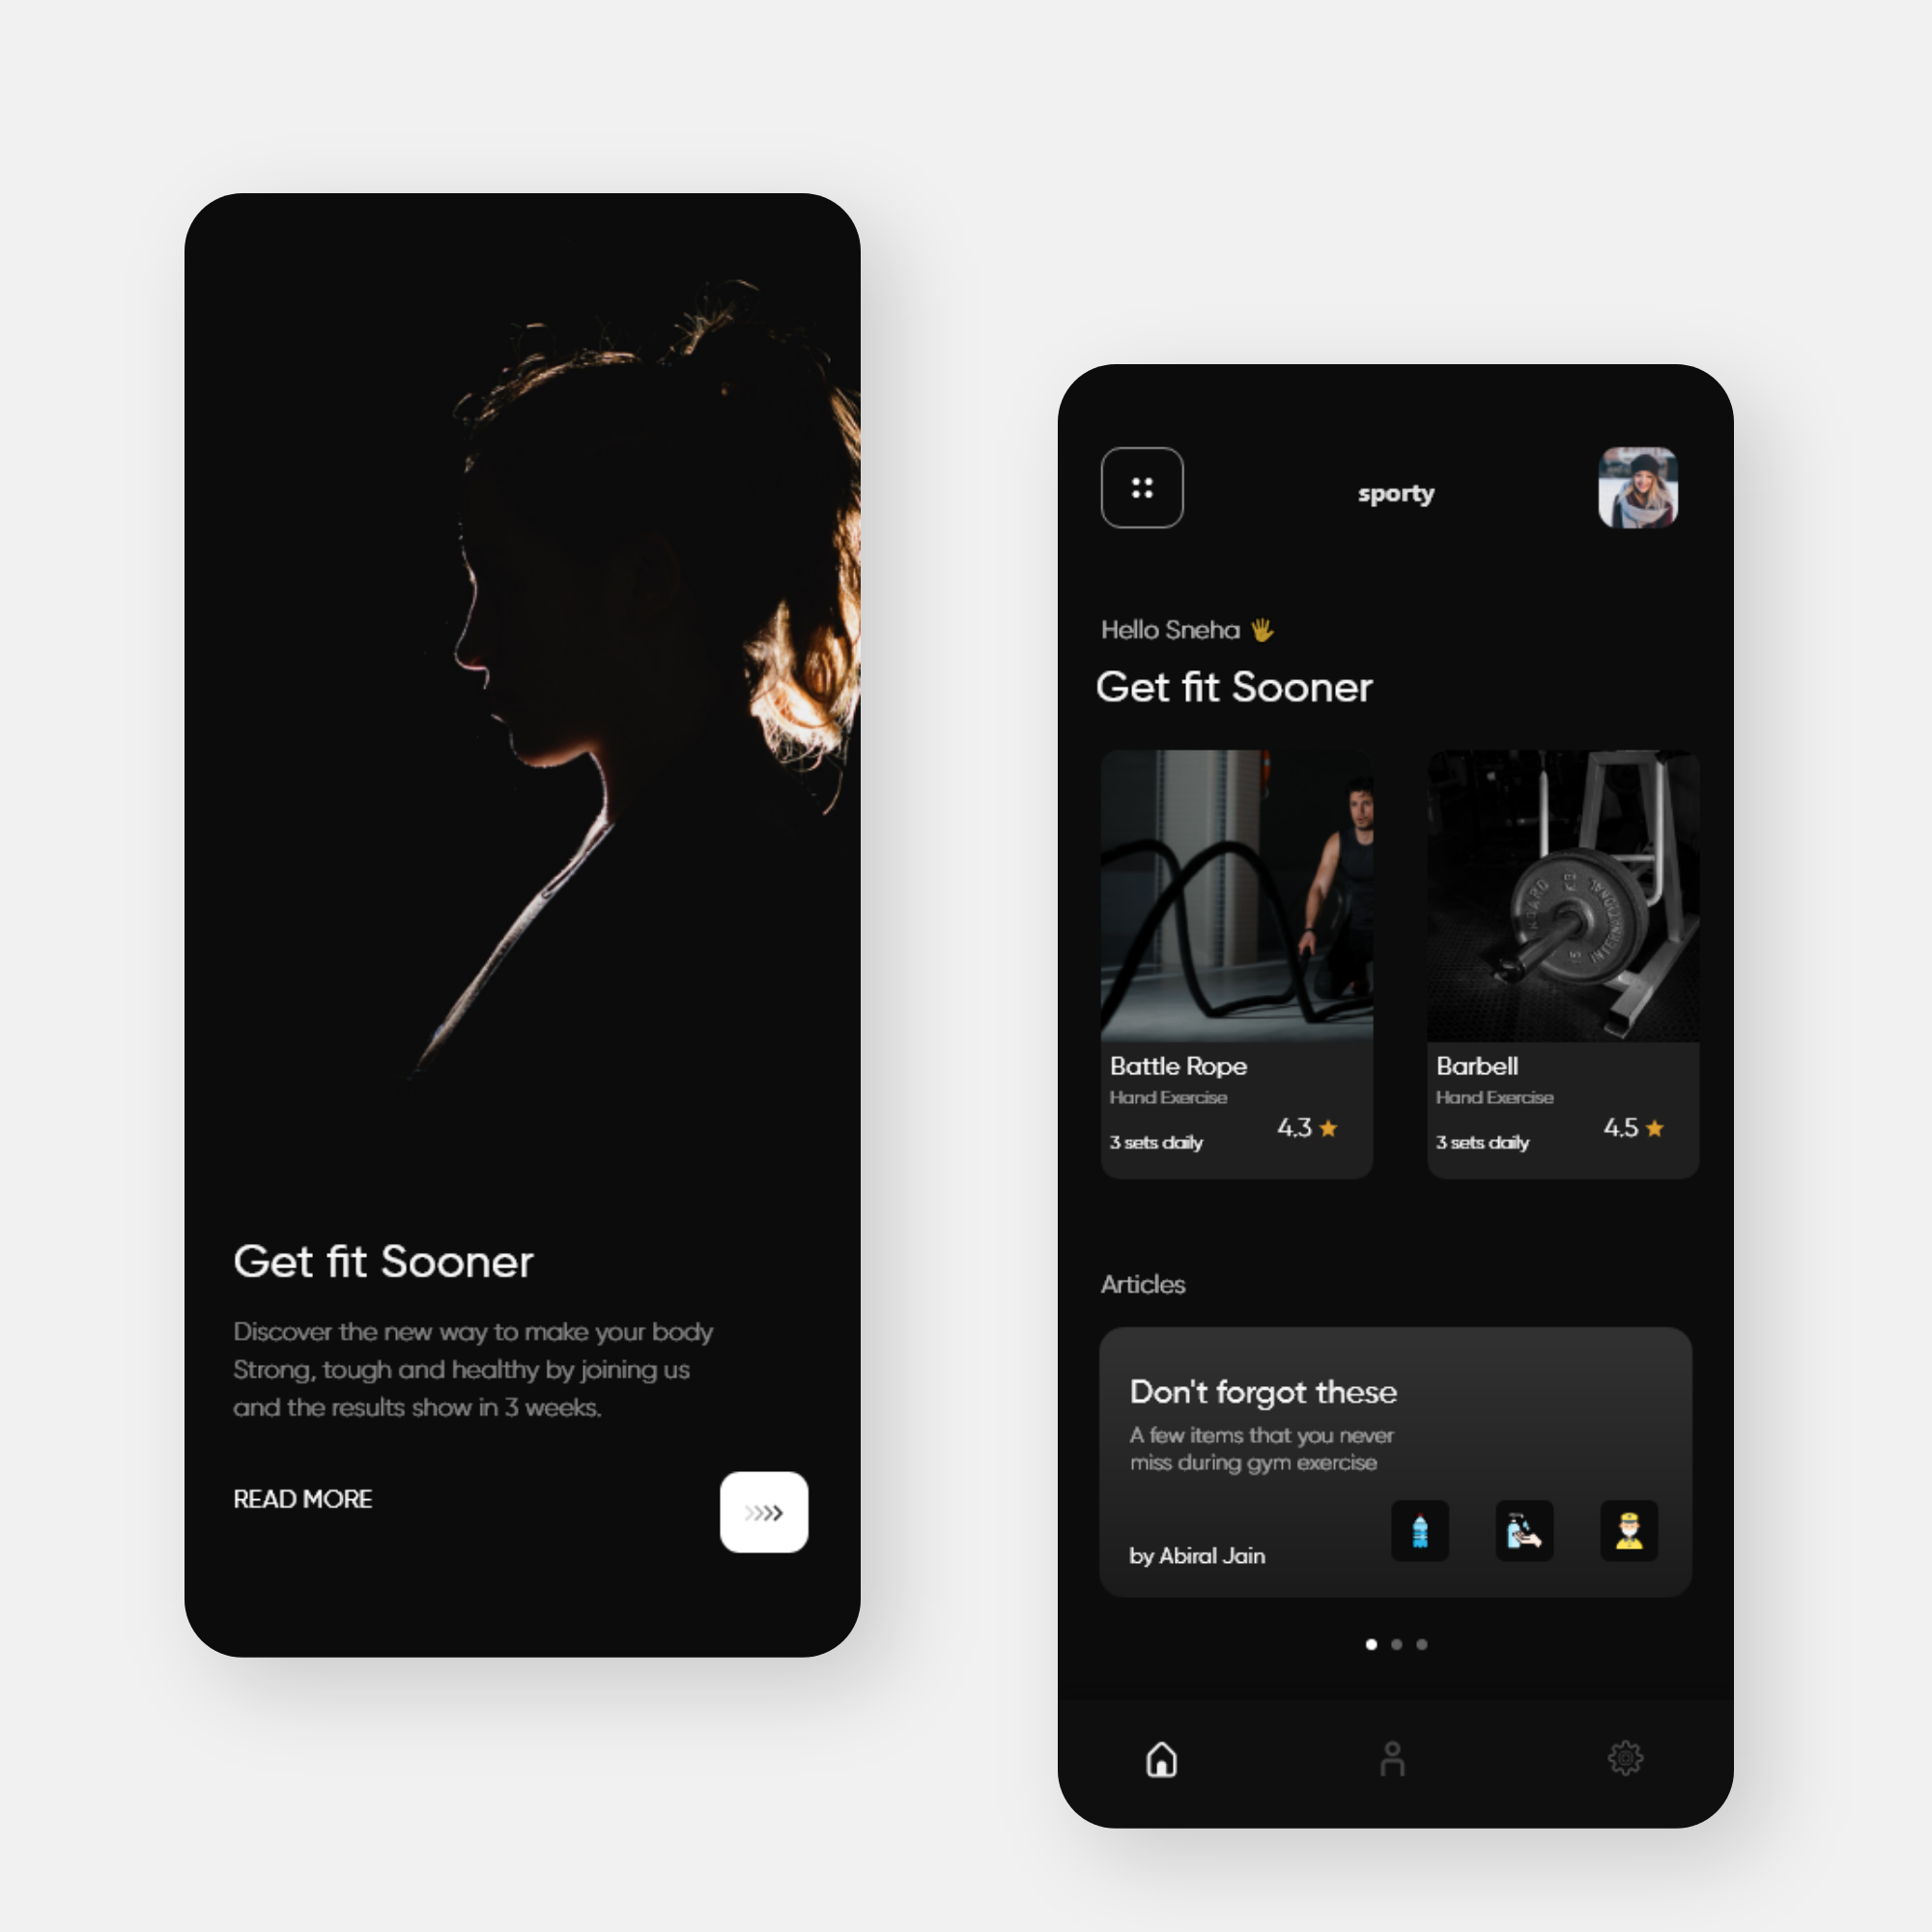 Get fit Sooner
Discover the new way to make your body
Strong, tough and healthy by joining us
and the results show in 3 weeks.
READ MORE
sporty
Hello Sneha 🖐
Get fit Sooner
Battle Rope
Hand Exercise
3 sets daily
4.3 ★
Barbell
Hand Exercise
3 sets daily
4.5 ★
Articles
Don't forgot these
A few items that you never
miss during gym exercise
by Abiral Jain